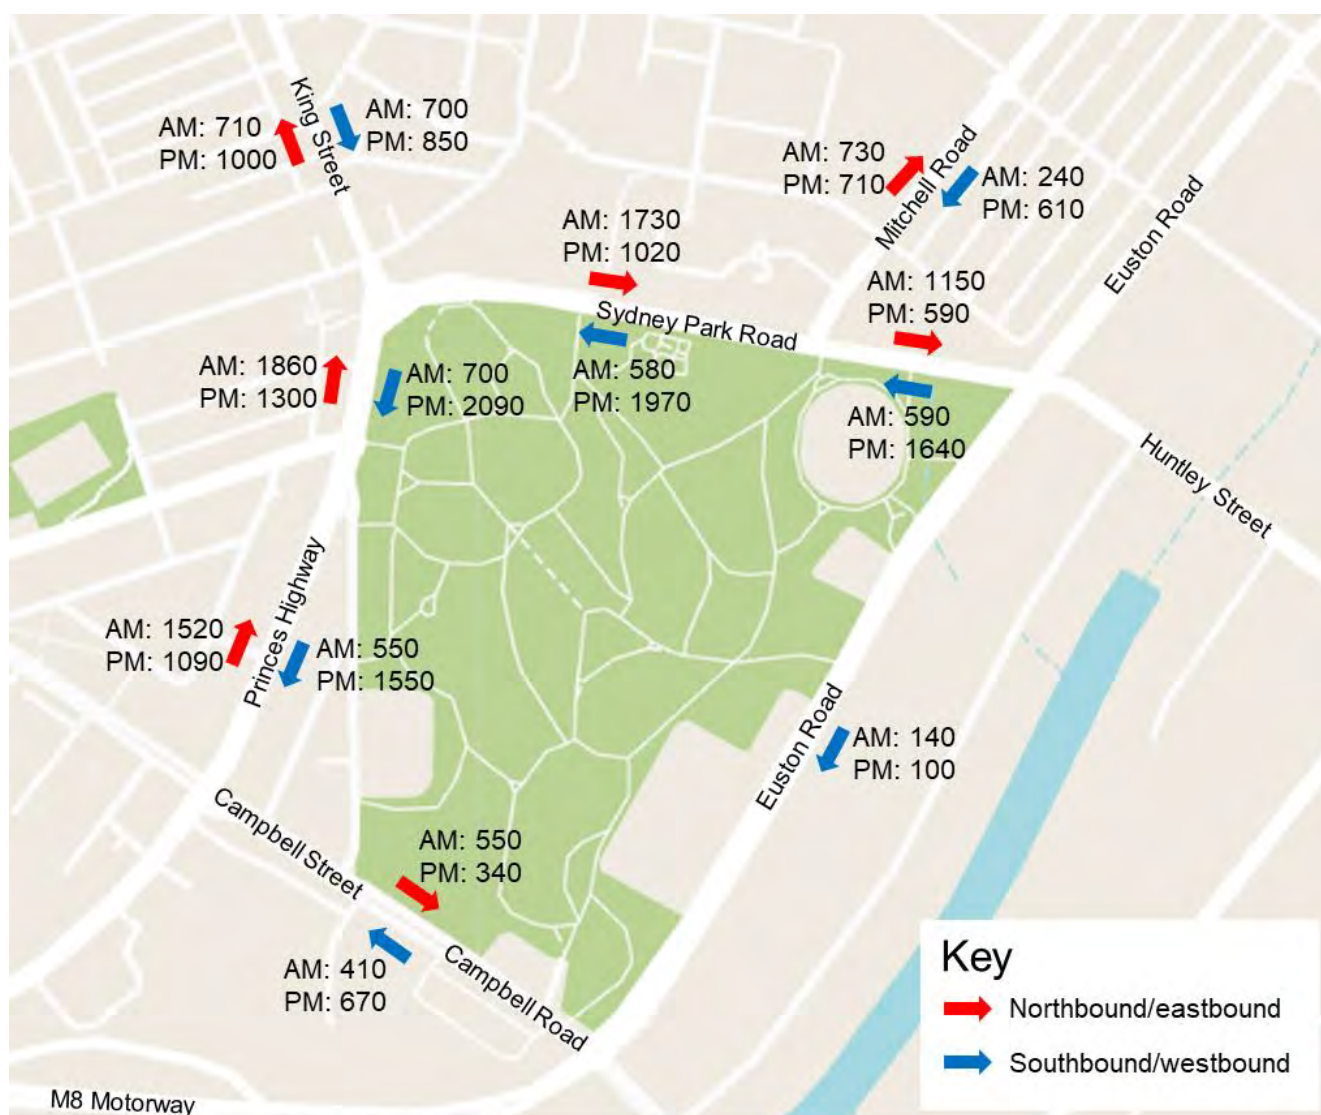 King Street
AM: 710
PM: 1000
AM: 700
PM: 850
AM: 730
PM: 710
Mitchell Road
AM: 240
PM: 610
Euston Road
AM: 1730
PM: 1020
Sydney Park Road
AM: 580
PM: 1970
AM: 1150
PM: 590
AM: 590
PM: 1640
Huntley Street
AM: 1860
PM: 1300
AM: 700
PM: 2090
Princes Highway
AM: 1520
PM: 1090
AM: 550
PM: 1550
Euston Road
AM: 140
PM: 100
Campbell Street
AM: 550
PM: 340
AM: 410
PM: 670
Campbell Road
M8 Motorway
Key
Northbound/eastbound
Southbound/westbound